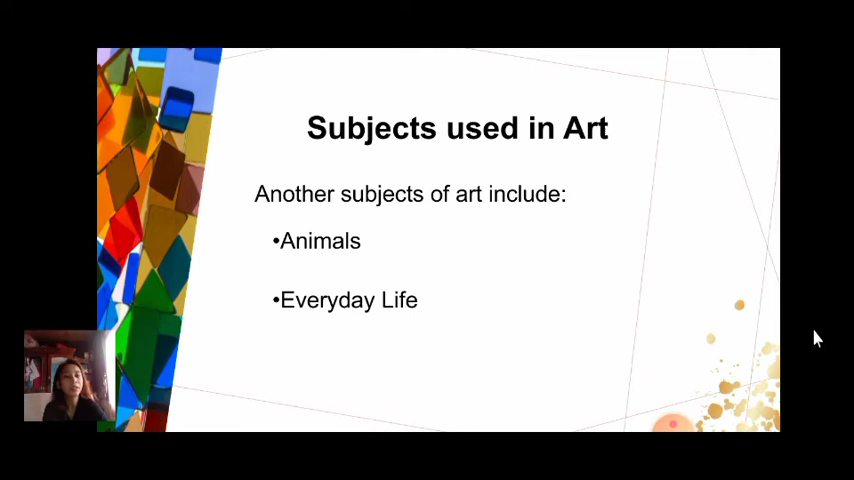 Subjects used in Art
Another subjects of art include:
•Animals
•Everyday Life